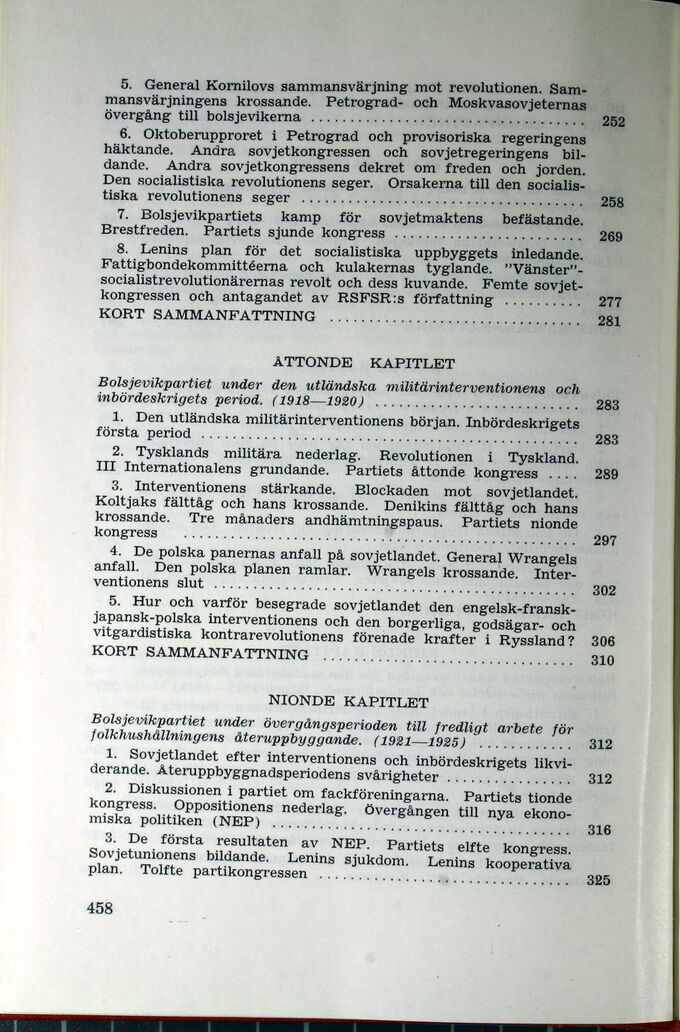 5. General Kornilovs sammansvärjning mot revolutionen. Sam-
mansvärjningens krossande. Petrograd- och Moskvasovjeternas
övergång till bolsjevikerna .................................. 252
6. Oktoberupproret i Petrograd och provisoriska regeringens
häktande. Andra sovjetkongressen och sovjetregeringens bil-
dande. Andra sovjetkongressens dekret om freden och jorden.
Den socialistiska revolutionens seger. Orsakerna till den socialis-
tiska revolutionens seger .................................. 258
7. Bolsjevikpartiets kamp för sovjetmaktens befästande.
Brestfreden. Partiets sjunde kongress ........................ 269
8. Lenins plan för det socialistiska uppbyggets inledande.
Fattigbondekommittéerna och kulakernas tyglande. ”Vänster”-
socialistrevolutionärernas revolt och dess kuvande. Femte sovjet-
kongressen och antagandet av RSFSR:s författning .......... 277
KORT SAMMANFATTNING ............................... 281
ÅTTONDE KAPITLET
Bolsjevikpartiet under den utländska militärinterventionens och
inbördeskrigets period. (1918—1920) .......................... 283
1. Den utländska militärinterventionens början. Inbördeskrigets
första period ................................................ 283
2. Tysklands militära nederlag. Revolutionen i Tyskland.
III Internationalens grundande. Partiets åttonde kongress .... 289
3. Interventionens stärkande. Blockaden mot sovjetlandet.
Koltjaks fälttåg och hans krossande. Denikins fälttåg och hans
krossande. Tre månaders andhämtningspaus. Partiets nionde
kongress ................................................ 297
4. De polska panernas anfall på sovjetlandet. General Wrangels
anfall. Den polska planen ramlar. Wrangels krossande. Inter-
ventionens slut ............................................. 302
5. Hur och varför besegrade sovjetlandet den engelsk-fransk-
japansk-polska interventionens och den borgerliga, godsägar- och
vitgardistiska kontrarevolutionens förenade krafter i Ryssland? 306
KORT SAMMANFATTNING ............................... 310
NIONDE KAPITLET
Bolsjevikpartiet under övergångsperioden till fredligt arbete för
folkhushållningens återuppbyggande. (1921—1925) ............ 312
1. Sovjetlandet efter interventionens och inbördeskrigets likvi-
derande. Återuppbyggnadsperiodens svårigheter ................ 312
2. Diskussionen i partiet om fackföreningarna. Partiets tionde
kongress. Oppositionens nederlag. Övergången till nya ekono-
miska politiken (NEP) ...................................... 316
3. De första resultaten av NEP. Partiets elfte kongress.
Sovjetunionens bildande. Lenins sjukdom. Lenins kooperativa
plan. Tolfte partikongressen ................................ 325
458